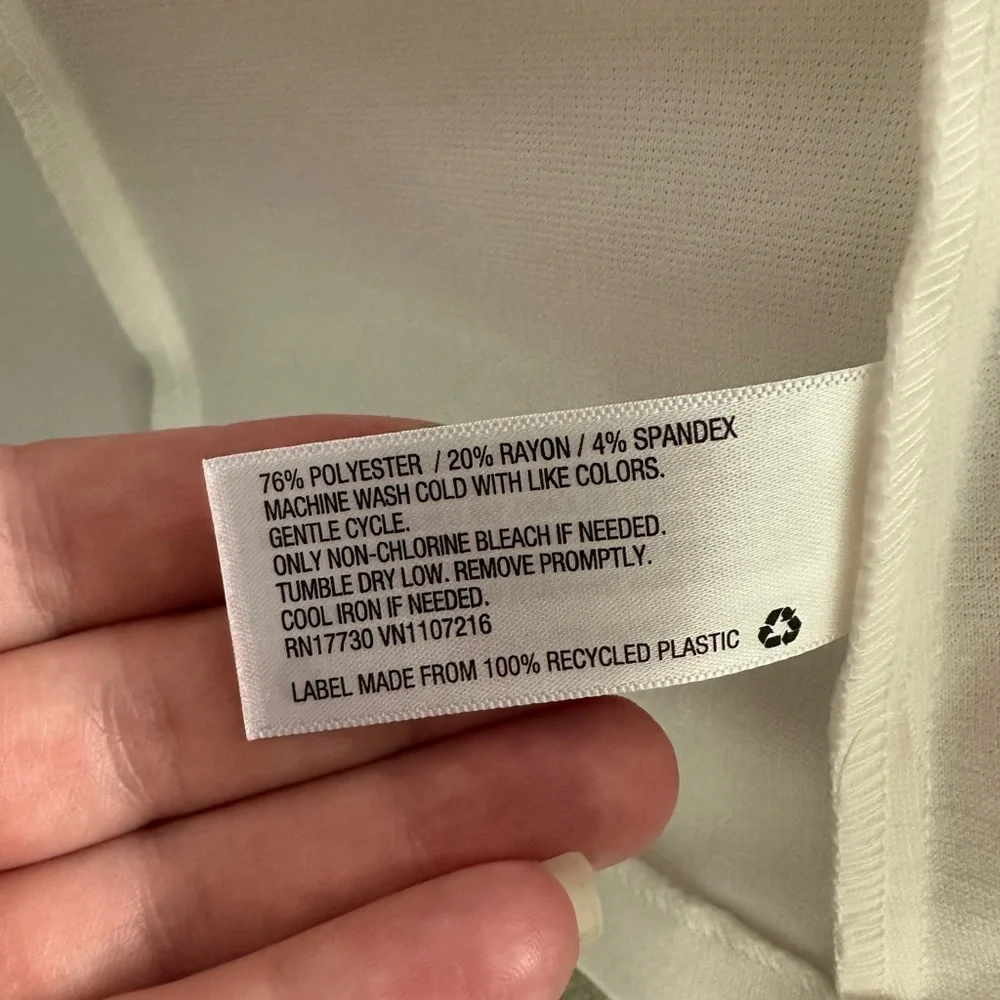 76% POLYESTER / 20% RAYON / 4% SPANDEX
MACHINE WASH COLD WITH LIKE COLORS.
GENTLE CYCLE.
ONLY NON-CHLORINE BLEACH IF NEEDED.
TUMBLE DRY LOW. REMOVE PROMPTLY.
COOL IRON IF NEEDED.
RN17730 VN1107216
LABEL MADE FROM 100% RECYCLED PLASTIC